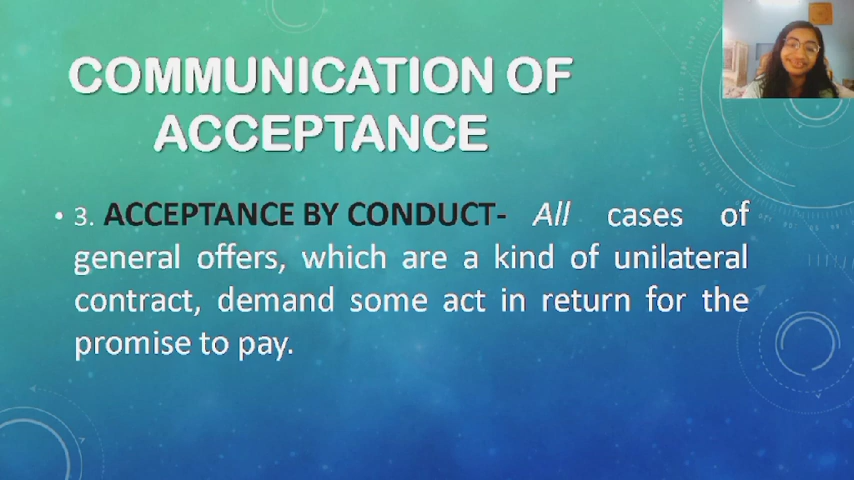 COMMUNICATION OF
ACCEPTANCE
• 3. ACCEPTANCE BY CONDUCT- All cases of
general offers, which are a kind of unilateral
contract, demand some act in return for the
promise to pay.